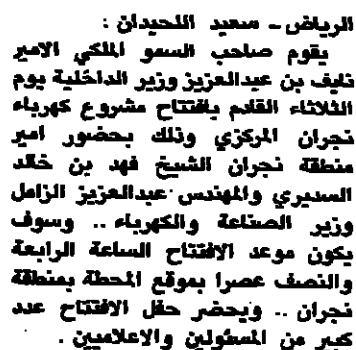 الرياض ـ سعيد اللحيدان :
يقوم صاحب السمو الملكي الامير
نايف بن عبدالعزيز وزير الداخلية يوم
الثلاثاء القادم بافتتاح مشروع كهرباء
نجران المركزي وذلك بحضور امير
منطقة نجران الشيخ فهد بن خالد
السديري والمهندس عبدالعزيز الزامل
وزير الصناعة والكهرباء .. وسوف
يكون موعد الافتتاح الساعة الرابعة
والنصف عصرا بموقع المحطة بمنطقة
نجران .. ويحضر حفل الافتتاح عدد
كبير من المسئولين والاعلاميين .